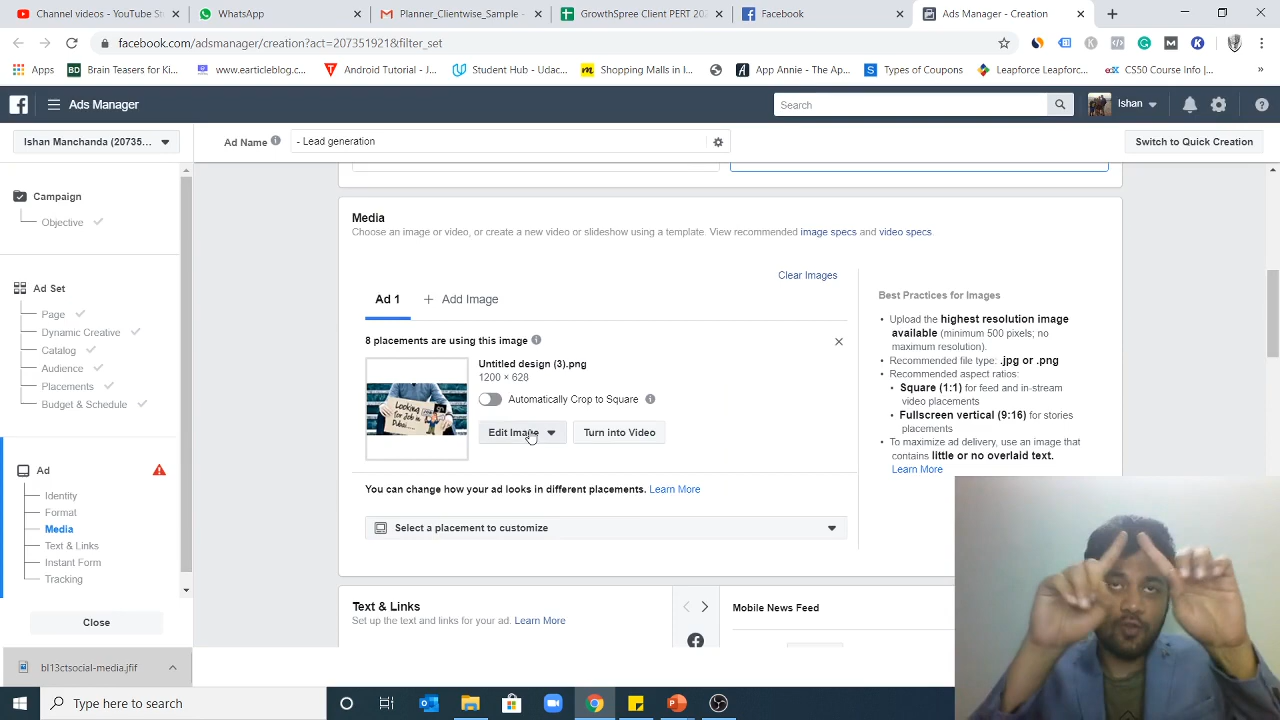 Channel videos - YouTube St
WhatsApp
Planner_Clientwise_Sample -
GrowthSpree Client PERT 202
Facebook
Ads Manager - Creation
facebook.com/adsmanager/creation?act=207351921&filter_set
Apps
Brain Teasers for Ki...
www.earticleblog.c...
Android Tutorial - J...
Student Hub - Udac...
Shopping Malls in I...
App Annie - The Ap...
Types of Coupons
Leapforce Leapforc...
CS50 Course Info |...
Ads Manager
Search
Ishan
Ishan Manchanda (20735...
Ad Name
- Lead generation
Switch to Quick Creation
Campaign
Objective
Ad Set
Page
Dynamic Creative
Catalog
Audience
Placements
Budget & Schedule
Ad
Identity
Format
Media
Text & Links
Instant Form
Tracking
Close
Media
Choose an image or video, or create a new video or slideshow using a template. View recommended image specs and video specs.
Clear Images
Ad 1
+ Add Image
8 placements are using this image
Untitled design (3).png
1200 × 628
Automatically Crop to Square
Edit Image
Turn into Video
Looking
for Job in
Dubai....
You can change how your ad looks in different placements. Learn More
Select a placement to customize
Best Practices for Images
• Upload the highest resolution image
available (minimum 500 pixels; no
maximum resolution).
• Recommended file type: .jpg or .png
• Recommended aspect ratios:
• Square (1:1) for feed and in-stream
video placements
• Fullscreen vertical (9:16) for stories
placements
• To maximize ad delivery, use an image that
contains little or no overlaid text.
Learn More
Text & Links
Set up the text and links for your ad. Learn More
Mobile News Feed
bl13ctsocial-media.jfif
Type here to search